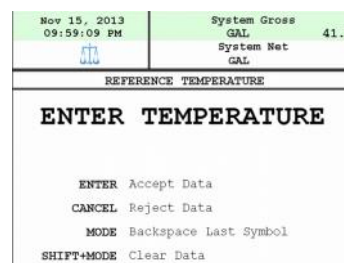 Nov 15, 2013
09:59:09 PM
System Gross
GAL 41.
System Net
GAL
REFERENCE TEMPERATURE
ENTER TEMPERATURE
ENTER Accept Data
CANCEL Reject Data
MODE Backspace Last Symbol
SHIFT+MODE Clear Data